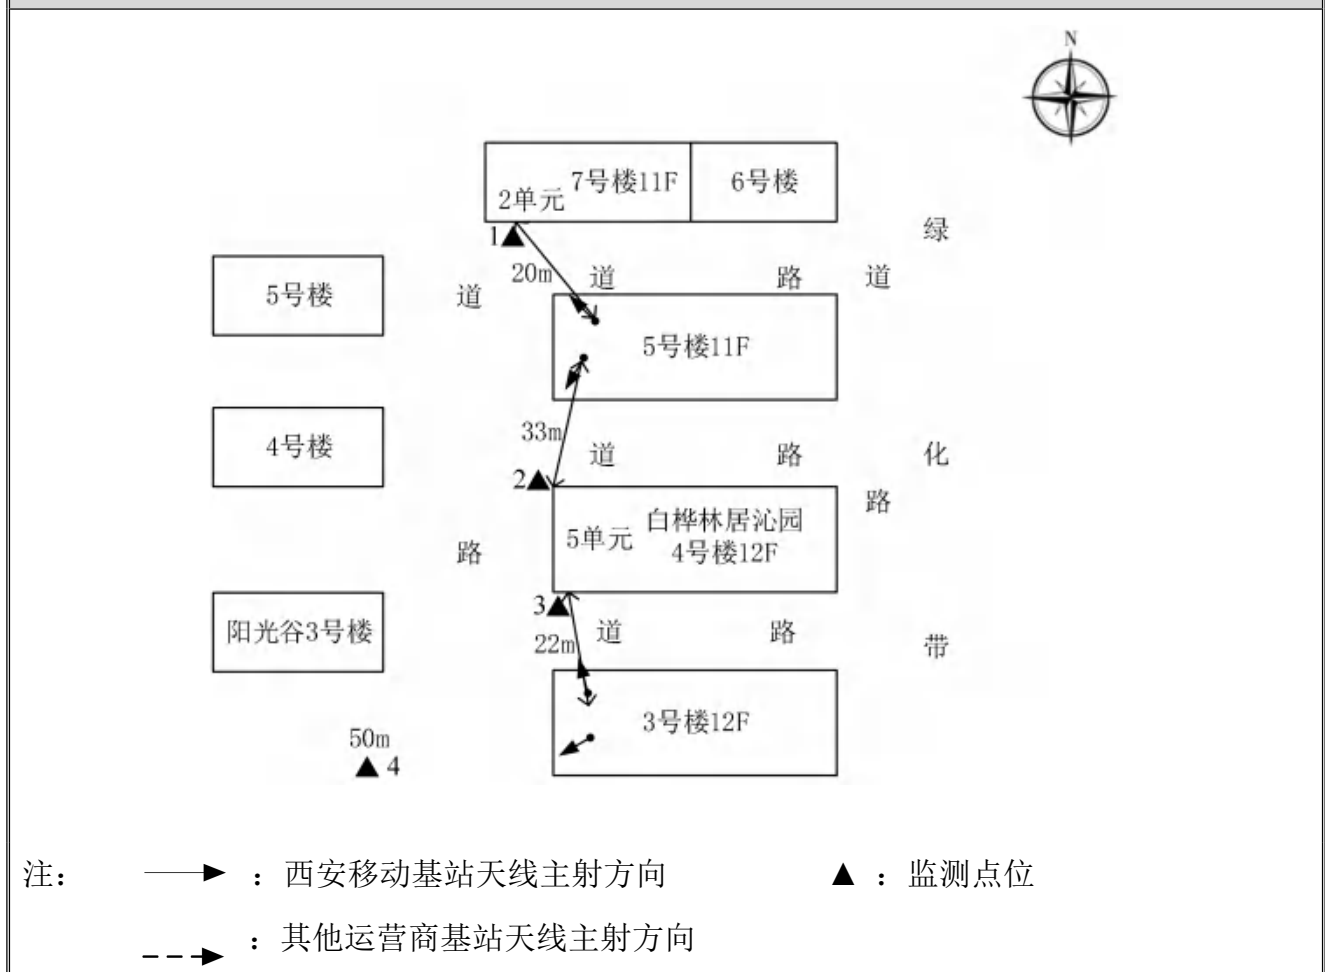 N
7号楼11F
6号楼
2单元
绿
1
20m
道
路
道
5号楼
道
5号楼11F
33m
4号楼
道
路
化
2
路
白桦林居沁园
5单元
4号楼12F
路
3
阳光谷3号楼
道
路
22m
带
3号楼12F
50m
4
注：
：西安移动基站天线主射方向
：监测点位
：其他运营商基站天线主射方向